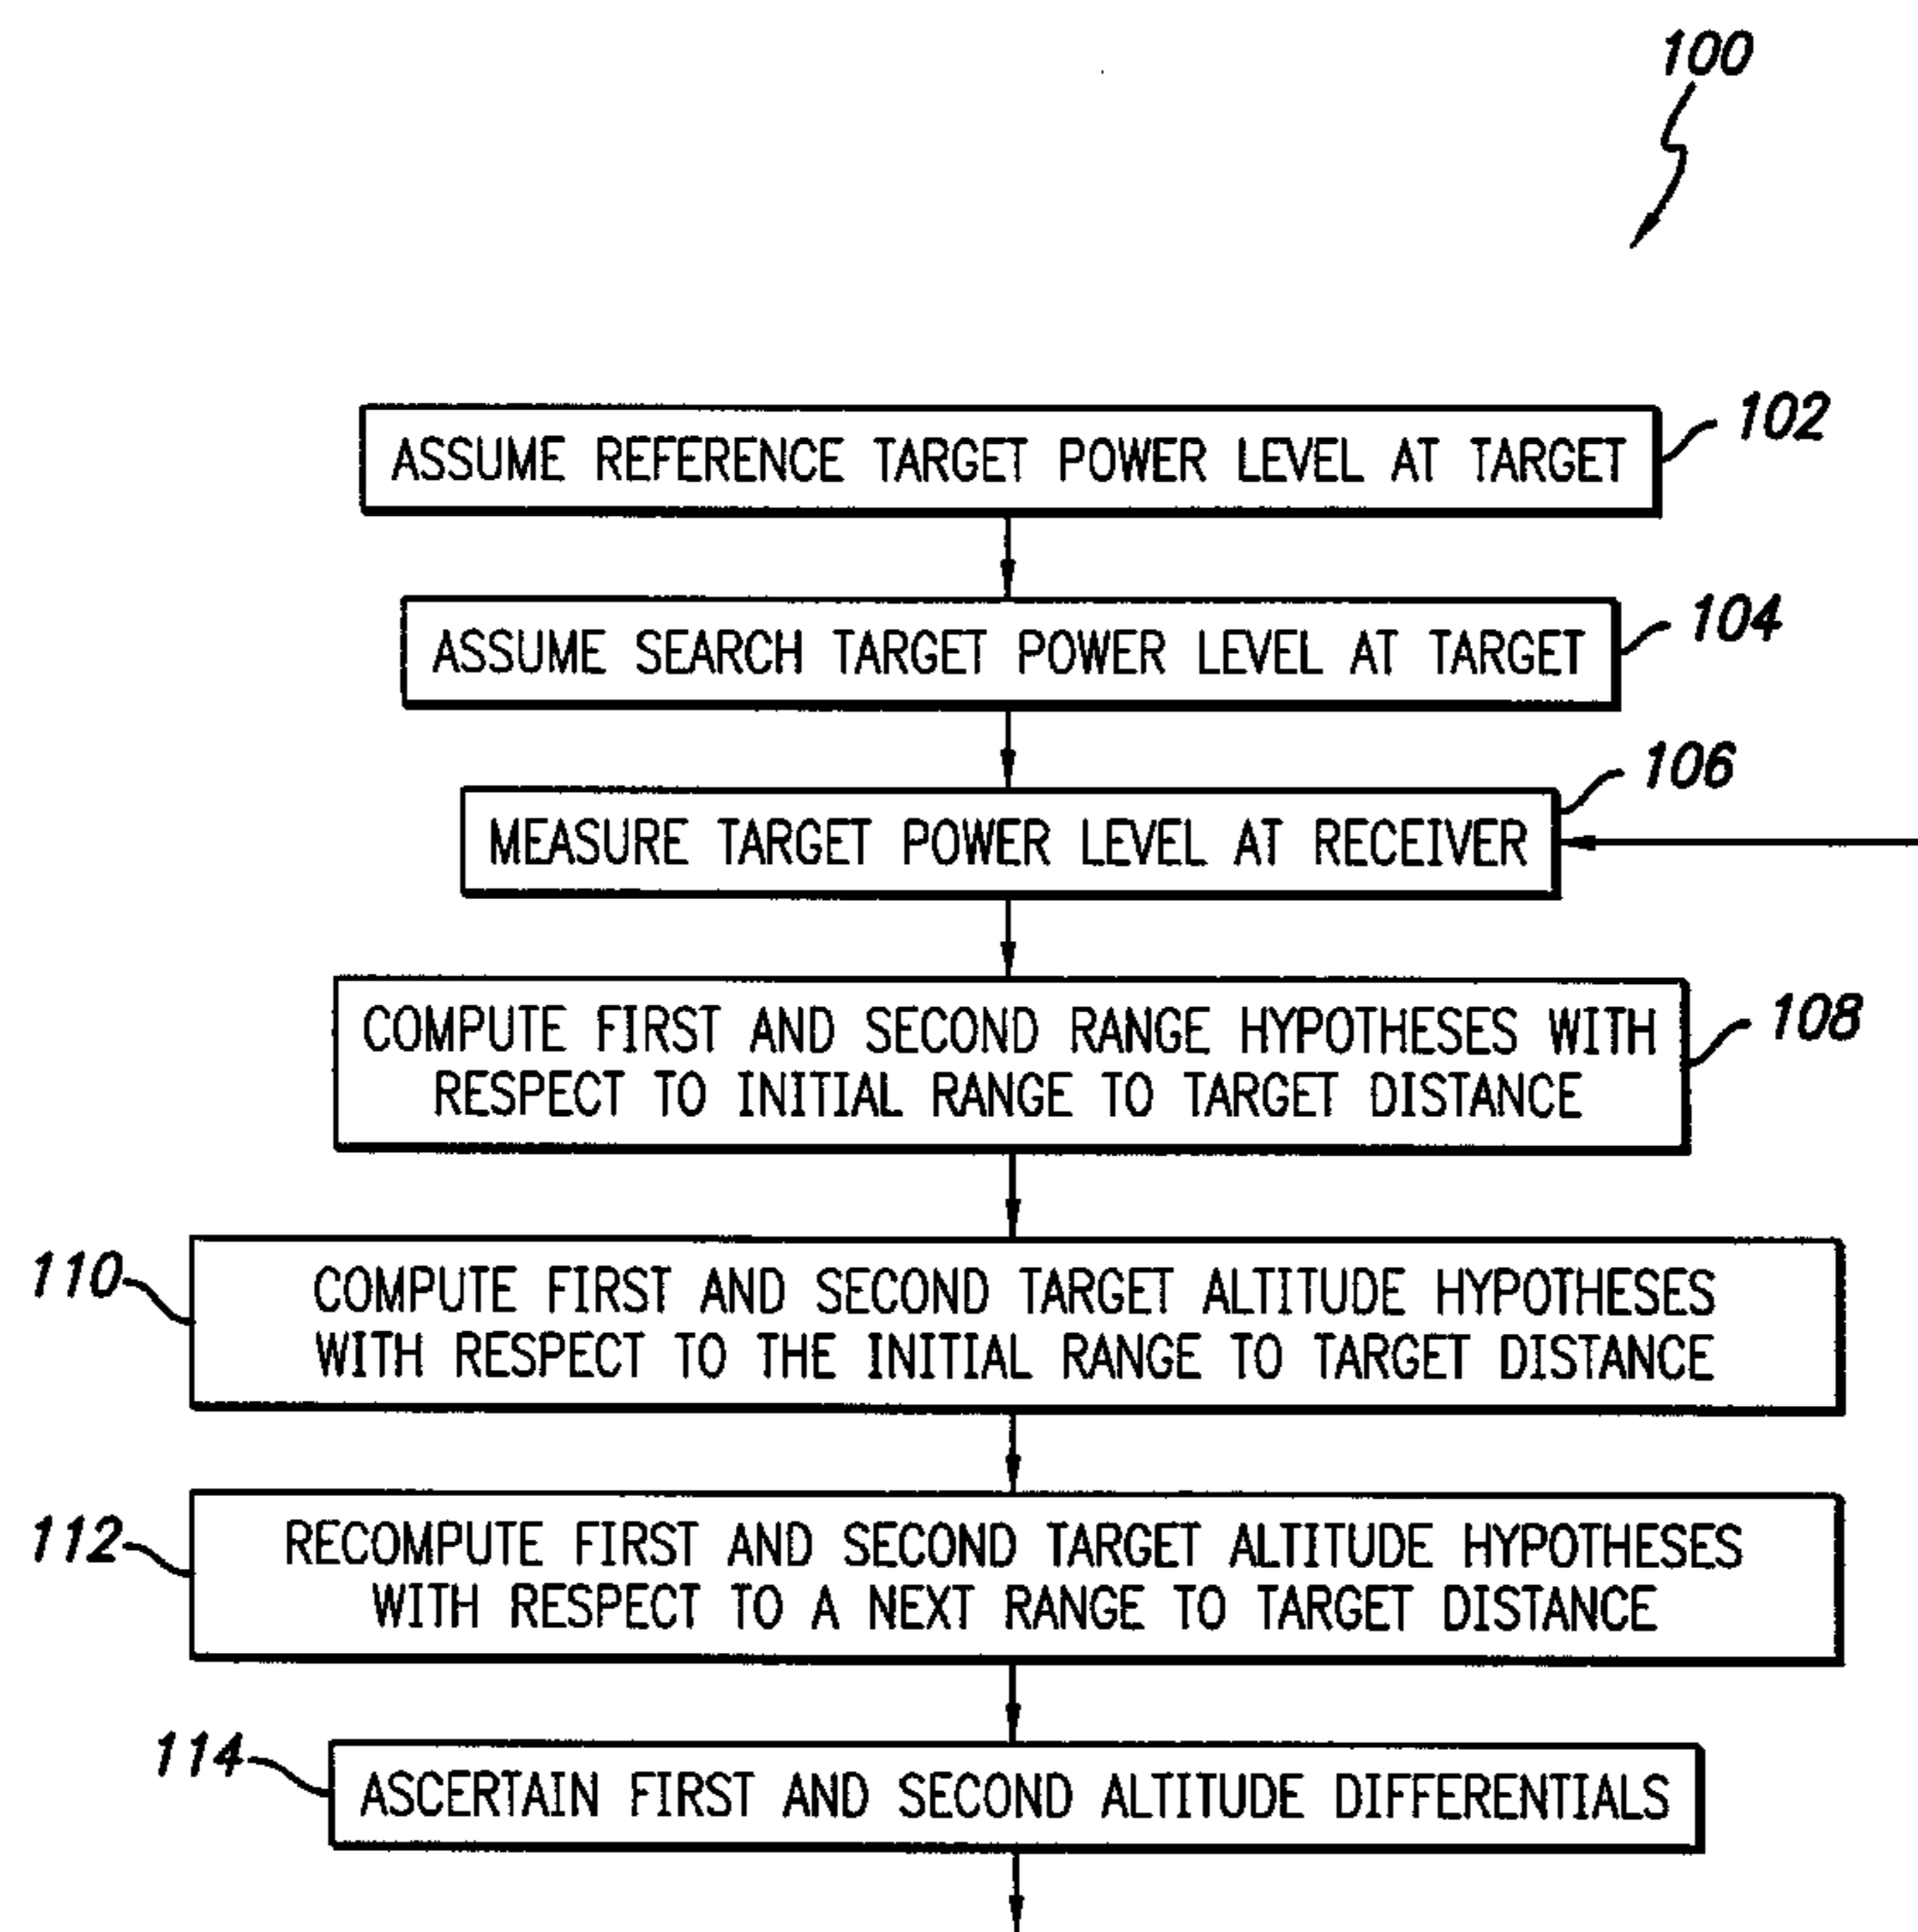 100
ASSUME REFERENCE TARGET POWER LEVEL AT TARGET
102
ASSUME SEARCH TARGET POWER LEVEL AT TARGET
104
MEASURE TARGET POWER LEVEL AT RECEIVER
106
COMPUTE FIRST AND SECOND RANGE HYPOTHESES WITH
RESPECT TO INITIAL RANGE TO TARGET DISTANCE
108
110
COMPUTE FIRST AND SECOND TARGET ALTITUDE HYPOTHESES
WITH RESPECT TO THE INITIAL RANGE TO TARGET DISTANCE
112
RECOMPUTE FIRST AND SECOND TARGET ALTITUDE HYPOTHESES
WITH RESPECT TO A NEXT RANGE TO TARGET DISTANCE
114
ASCERTAIN FIRST AND SECOND ALTITUDE DIFFERENTIALS